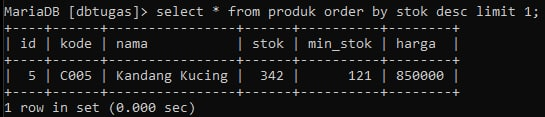 MariaDB [dbtugas]> select * from produk order by stok desc limit 1;
+----+------+----------------+------+----------+--------+
| id | kode | nama           | stok | min_stok | harga  |
+----+------+----------------+------+----------+--------+
|  5 | C005 | Kandang Kucing |  342 |      121 | 850000 |
+----+------+----------------+------+----------+--------+
1 row in set (0.000 sec)